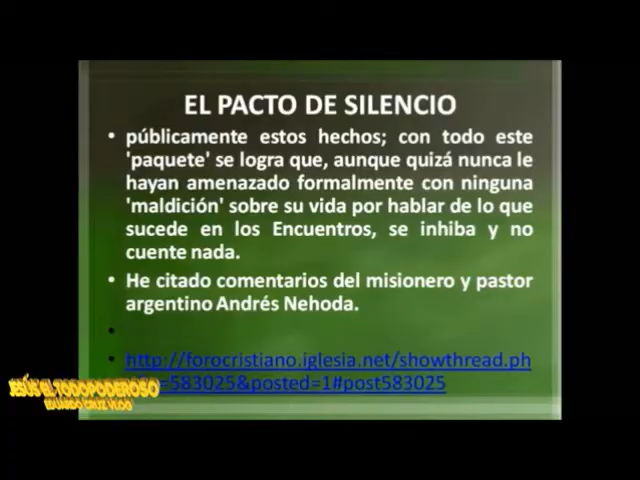 EL PACTO DE SILENCIO
• públicamente estos hechos; con todo este
'paquete' se logra que, aunque quizá nunca le
hayan amenazado formalmente con ninguna
'maldición' sobre su vida por hablar de lo que
sucede en los Encuentros, se inhiba y no
cuente nada.
• He citado comentarios del misionero y pastor
argentino Andrés Nehoda.
•
• http://forocristiano.iglesia.net/showthread.ph
=583025&posted=1#post583025
JESÚS EL TODOPODEROSO
EDUARDO CRUZ VLOG